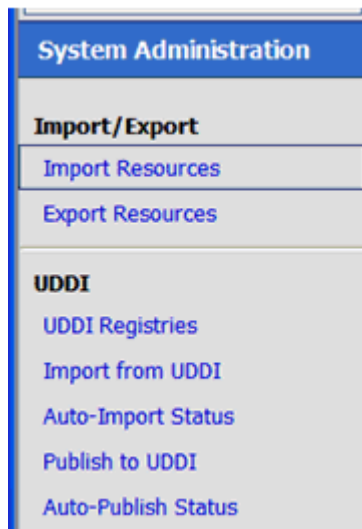 System Administration
Import/Export
Import Resources
Export Resources
UDDI
UDDI Registries
Import from UDDI
Auto-Import Status
Publish to UDDI
Auto-Publish Status